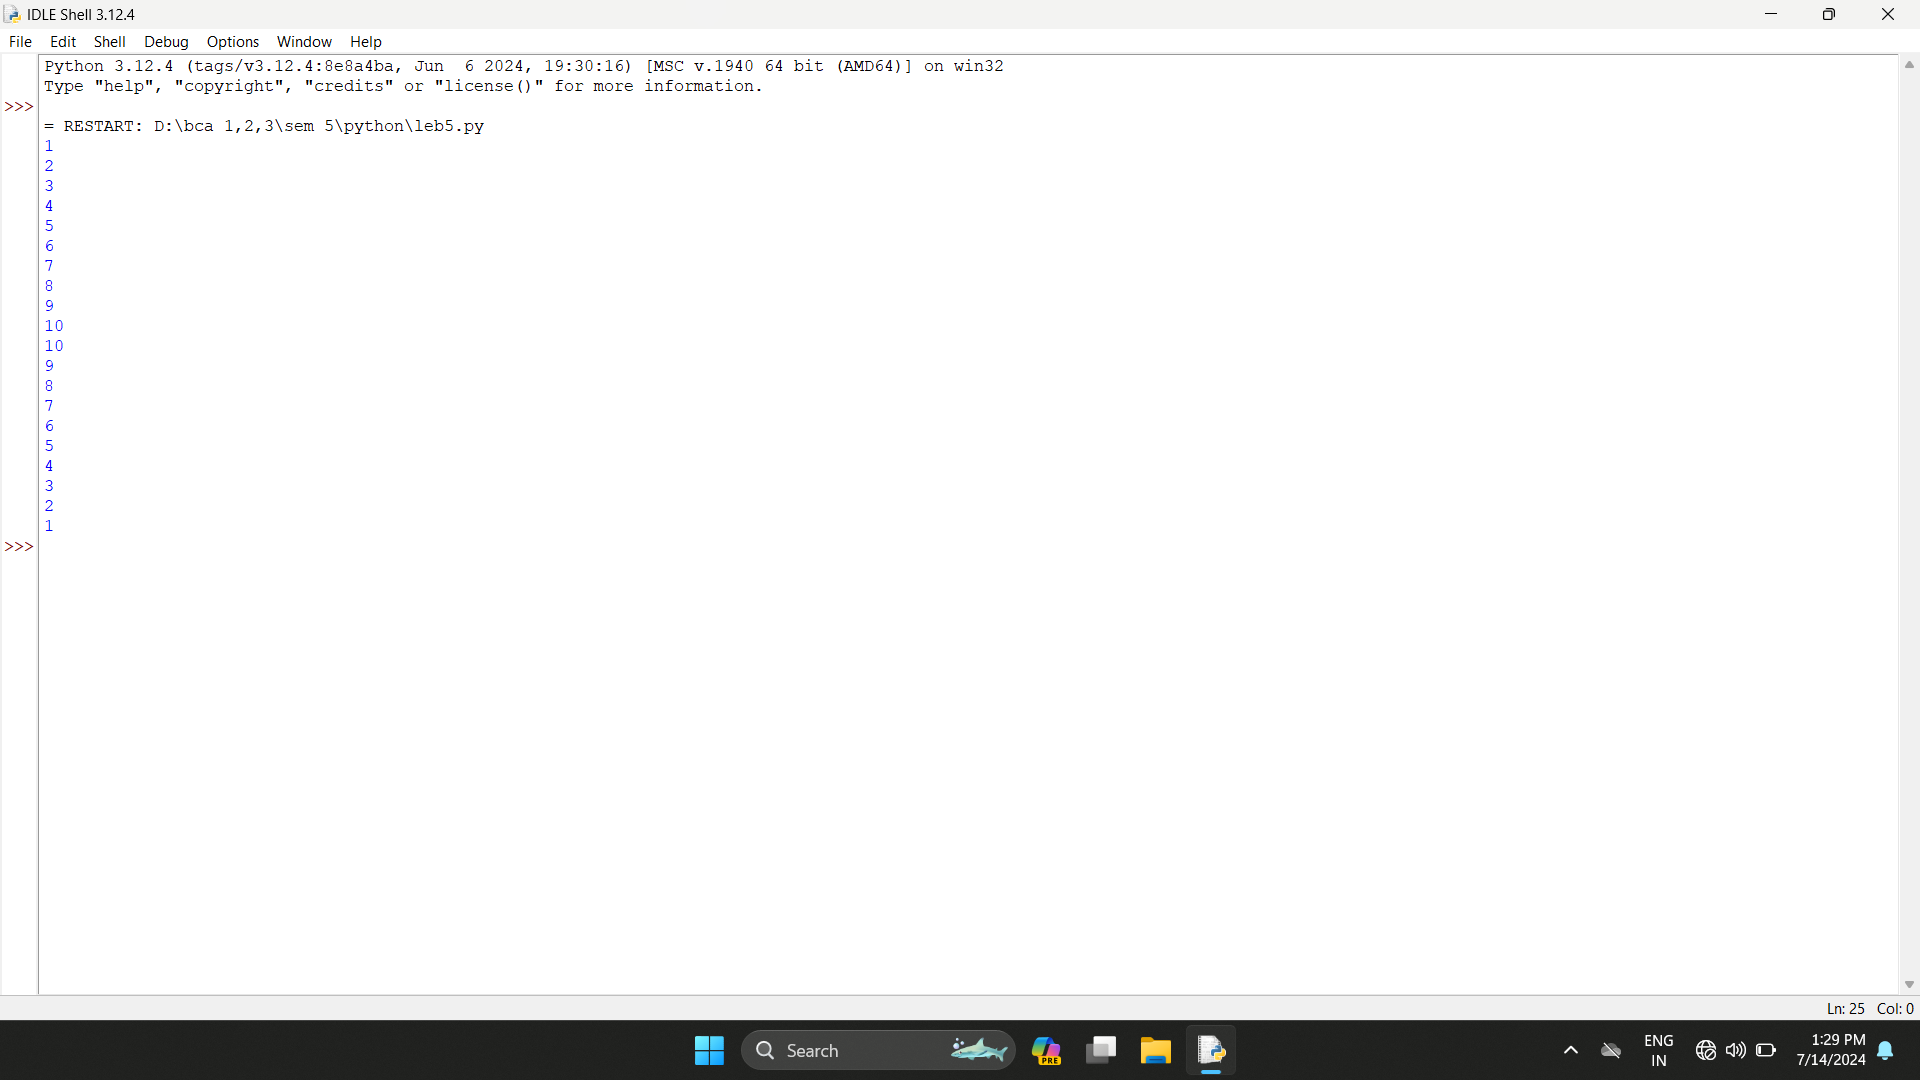 IDLE Shell 3.12.4
File Edit Shell Debug Options Window Help
Python 3.12.4 (tags/v3.12.4:8e8a4ba, Jun  6 2024, 19:30:16) [MSC v.1940 64 bit (AMD64)] on win32
Type "help", "copyright", "credits" or "license()" for more information.
>>>
= RESTART: D:\bca 1,2,3\sem 5\python\leb5.py
1
2
3
4
5
6
7
8
9
10
10
9
8
7
6
5
4
3
2
1
>>>
Ln: 25 Col: 0
Search
PRE
ENG
IN
1:29 PM
7/14/2024